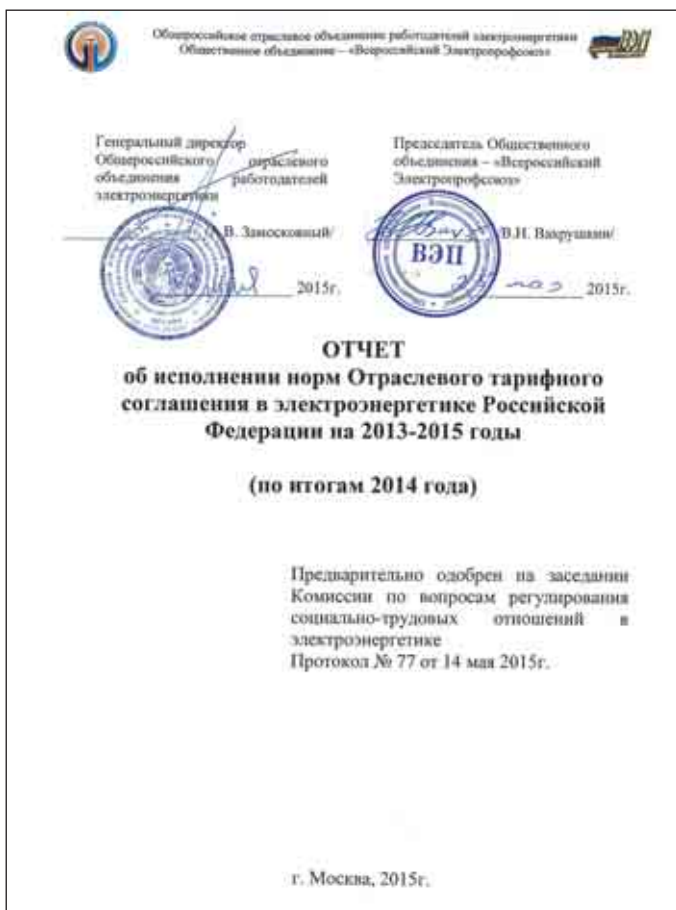 Общероссийское отраслевое объединение работодателей электроэнергетики
Общественное объединение – «Всероссийский Электропрофсоюз»
ВЭП
Генеральный директор
Общероссийского отраслевого
объединения работодателей
электроэнергетики
Председатель Общественного
объединения – «Всероссийский
Электропрофсоюз»
А.В. Замосковный/
/В.Н. Вахрушкин/
ВЭП
2015г.
2015г.
ОТЧЕТ
об исполнении норм Отраслевого тарифного
соглашения в электроэнергетике Российской
Федерации на 2013-2015 годы
(по итогам 2014 года)
Предварительно одобрен на заседании
Комиссии по вопросам регулирования
социально-трудовых отношений в
электроэнергетике
Протокол № 77 от 14 мая 2015г.
г. Москва, 2015г.